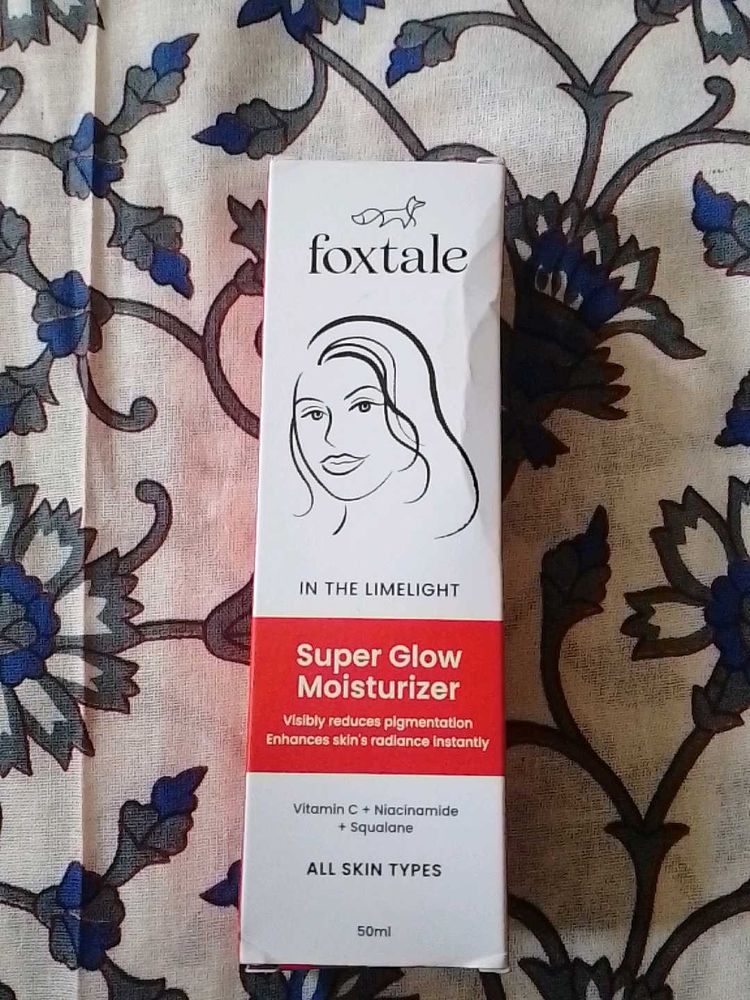 foxtale
IN THE LIMELIGHT
Super Glow
Moisturizer
Visibly reduces pigmentation
Enhances skin's radiance instantly
Vitamin C + Niacinamide
+ Squalane
ALL SKIN TYPES
50ml